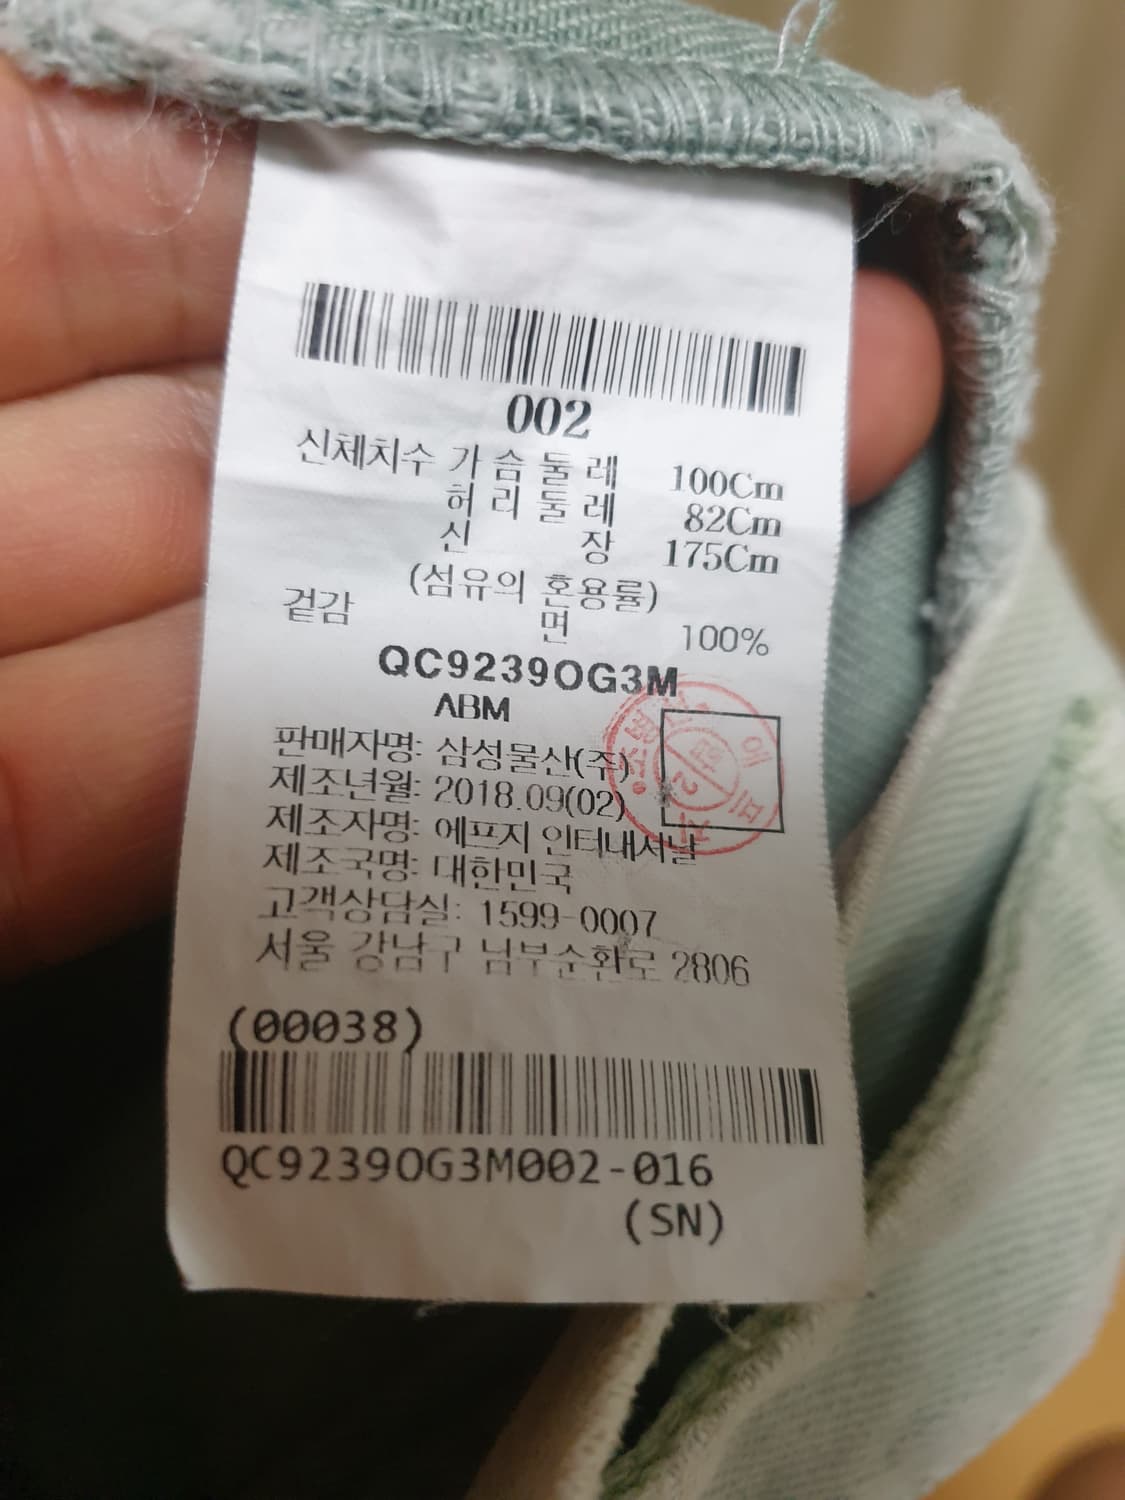 002
신체치수 가 슴 둘 레 100Cm
허 리 둘 레 82Cm
신 장 175Cm
(섬유의 혼용률)
겉감 면 100%
QC9239OG3M
ABM
판매자명: 삼성물산(주)
제조년월: 2018.09(02)
제조자명: 에프지 인터내셔날
제조국명: 대한민국
고객상담실: 1599-0007
서울 강남구 남부순환로 2806
(00038)
QC9239OG3M002-016
(SN)